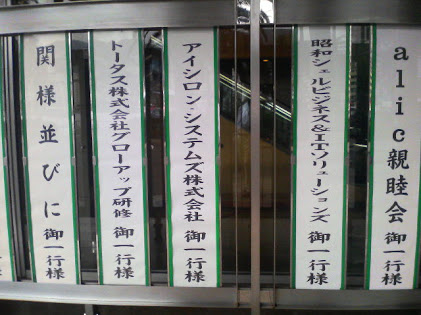 alic親睦会 御一行様
昭和シェルビジネス&ITソリューションズ 御一行様
アイシロン・システムズ株式会社 御一行様
トータス株式会社グローアップ研修 御一行様
関様並びに 御一行様